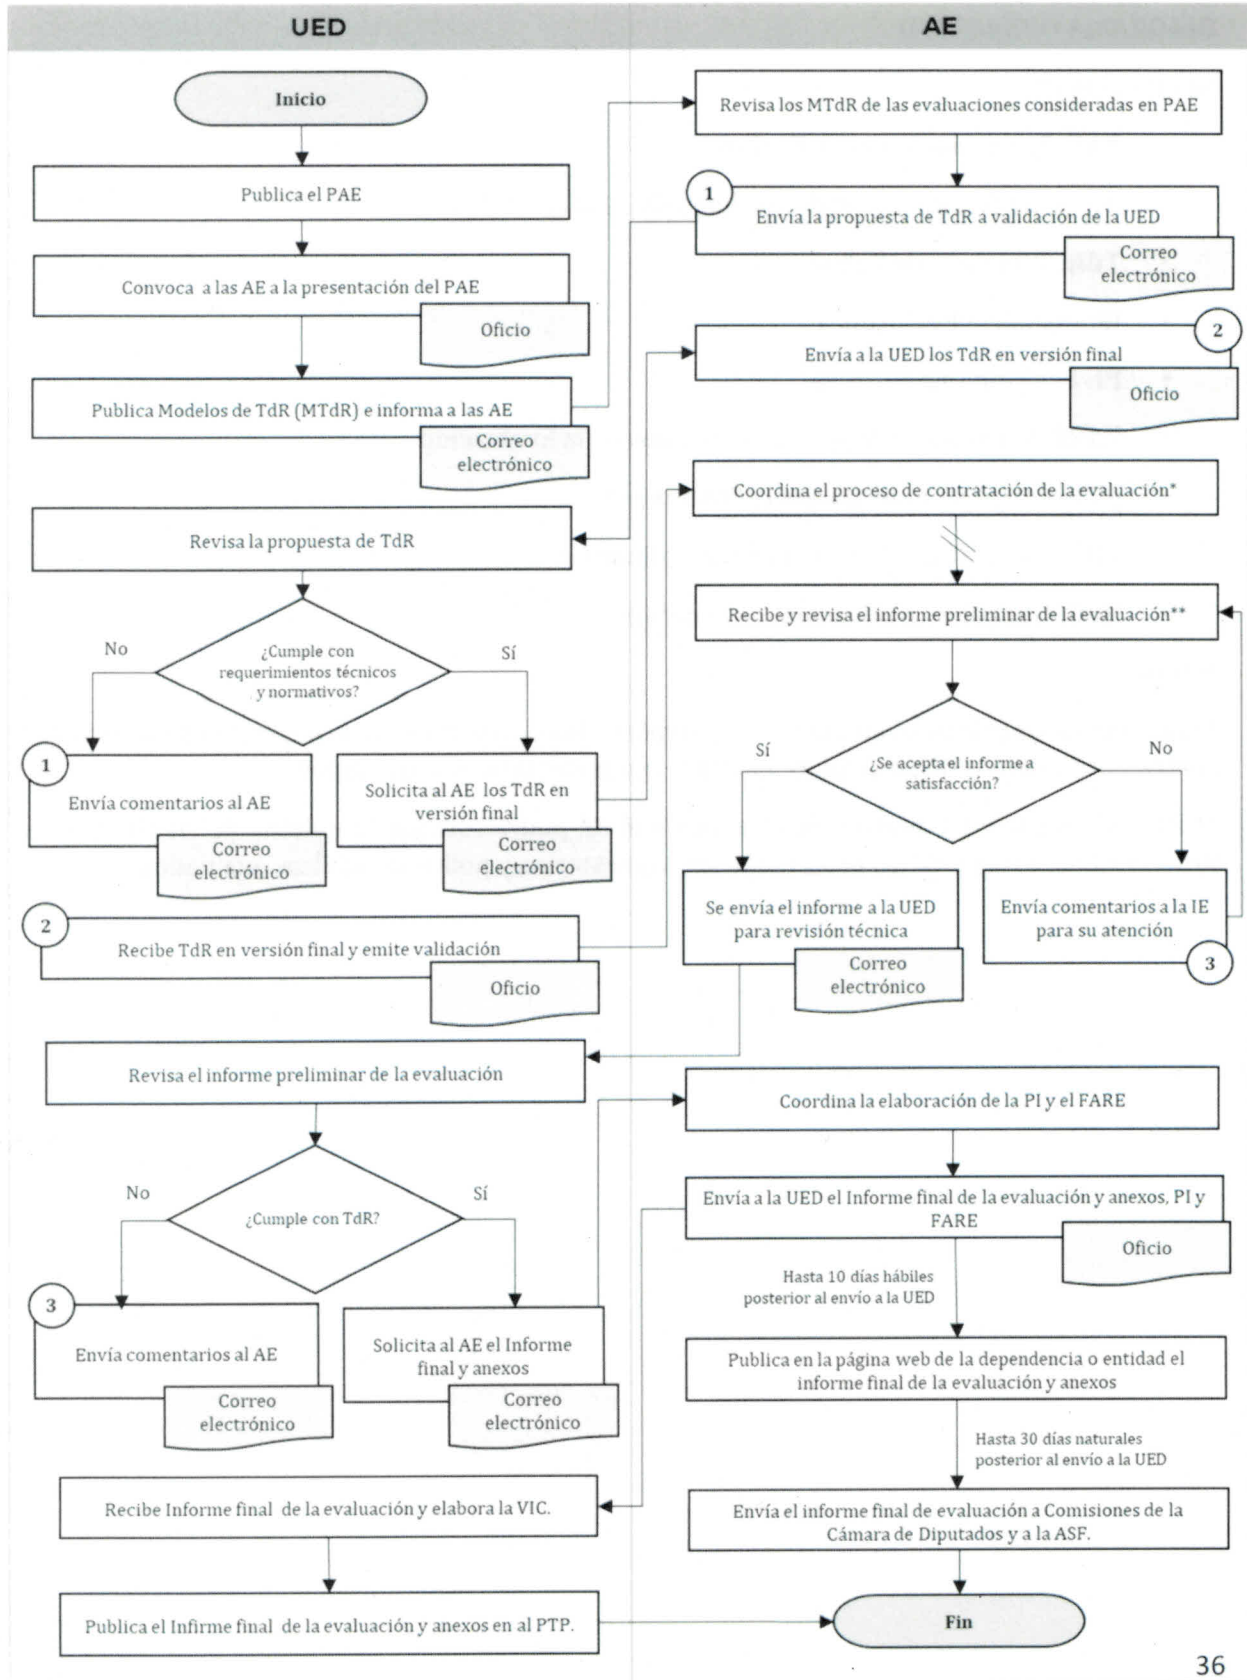 UED
AE
Inicio
Publica el PAE
Convoca a las AE a la presentación del PAE
Oficio
Publica Modelos de TdR (MTdR) e informa a las AE
Correo
electrónico
Revisa la propuesta de TdR
¿Cumple con
requerimientos técnicos
y normativos?
No
Sí
1
Envía comentarios al AE
Correo
electrónico
Solicita al AE los TdR en
versión final
Correo
electrónico
2
Recibe TdR en versión final y emite validación
Oficio
Revisa el informe preliminar de la evaluación
¿Cumple con TdR?
No
Sí
3
Envía comentarios al AE
Correo
electrónico
Solicita al AE el Informe
final y anexos
Correo
electrónico
Recibe Informe final de la evaluación y elabora la VIC.
Publica el Infirme final de la evaluación y anexos en al PTP.
Revisa los MTdR de las evaluaciones consideradas en PAE
1
Envía la propuesta de TdR a validación de la UED
Correo
electrónico
2
Envía a la UED los TdR en versión final
Oficio
Coordina el proceso de contratación de la evaluación*
Recibe y revisa el informe preliminar de la evaluación**
¿Se acepta el informe a
satisfacción?
Sí
No
Se envía el informe a la UED
para revisión técnica
Correo
electrónico
Envía comentarios a la IE
para su atención
3
Coordina la elaboración de la PI y el FARE
Envía a la UED el Informe final de la evaluación y anexos, PI y
FARE
Oficio
Hasta 10 días hábiles
posterior al envío a la UED
Publica en la página web de la dependencia o entidad el
informe final de la evaluación y anexos
Hasta 30 días naturales
posterior al envío a la UED
Envía el informe final de evaluación a Comisiones de la
Cámara de Diputados y a la ASF.
Fin
36